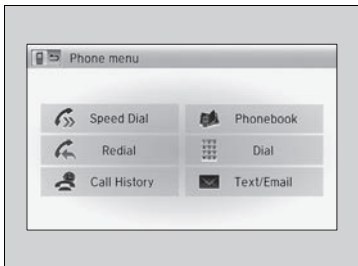 Phone menu
Speed Dial
Phonebook
Redial
Dial
Call History
Text/Email